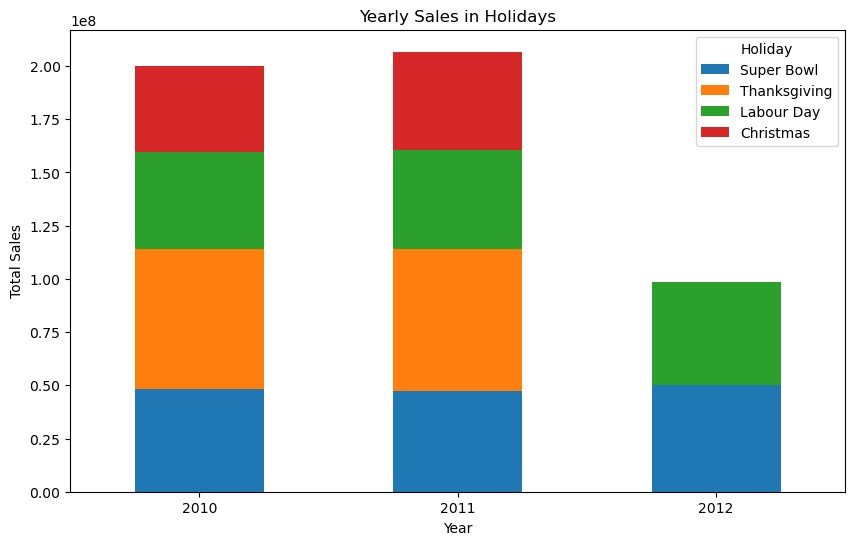 Yearly Sales in Holidays
1e8
2.00
1.75
1.50
1.25
1.00
0.75
0.50
0.25
0.00
Total Sales
2010
2011
2012
Year
Holiday
Super Bowl
Thanksgiving
Labour Day
Christmas